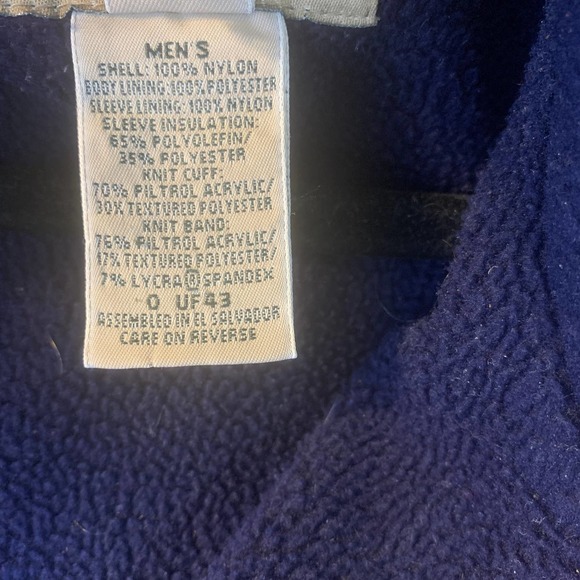 MEN'S
SHELL: 100% NYLON
BODY LINING: 100% POLYESTER
SLEEVE LINING: 100% NYLON
SLEEVE INSULATION:
65% POLYOLEFIN/
35% POLYESTER
KNIT CUFF:
70% PILTROL ACRYLIC/
30% TEXTURED POLYESTER
KNIT BAND:
76% PILTROL ACRYLIC/
17% TEXTURED POLYESTER/
7% LYCRA® SPANDEX
0 UF43
ASSEMBLED IN EL SALVADOR
CARE ON REVERSE